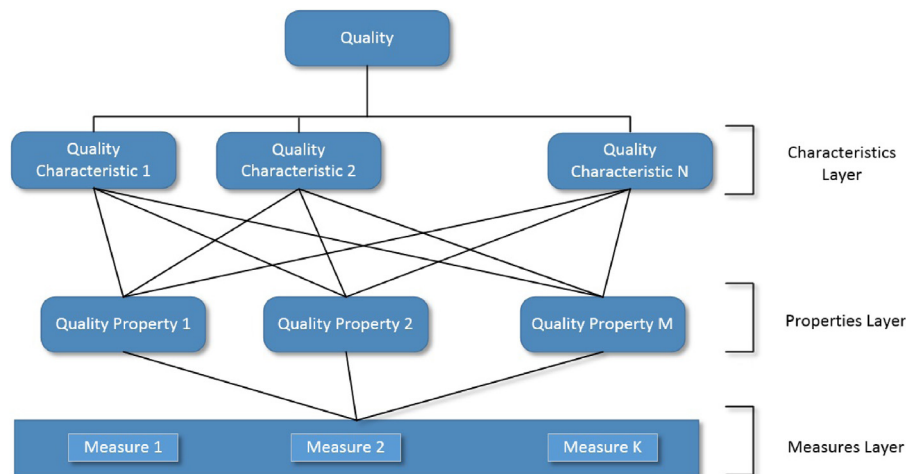 Quality
Quality
Characteristic 1
Quality
Characteristic 2
Quality
Characteristic N
Characteristics
Layer
Quality Property 1
Quality Property 2
Quality Property M
Properties Layer
Measure 1
Measure 2
Measure K
Measures Layer